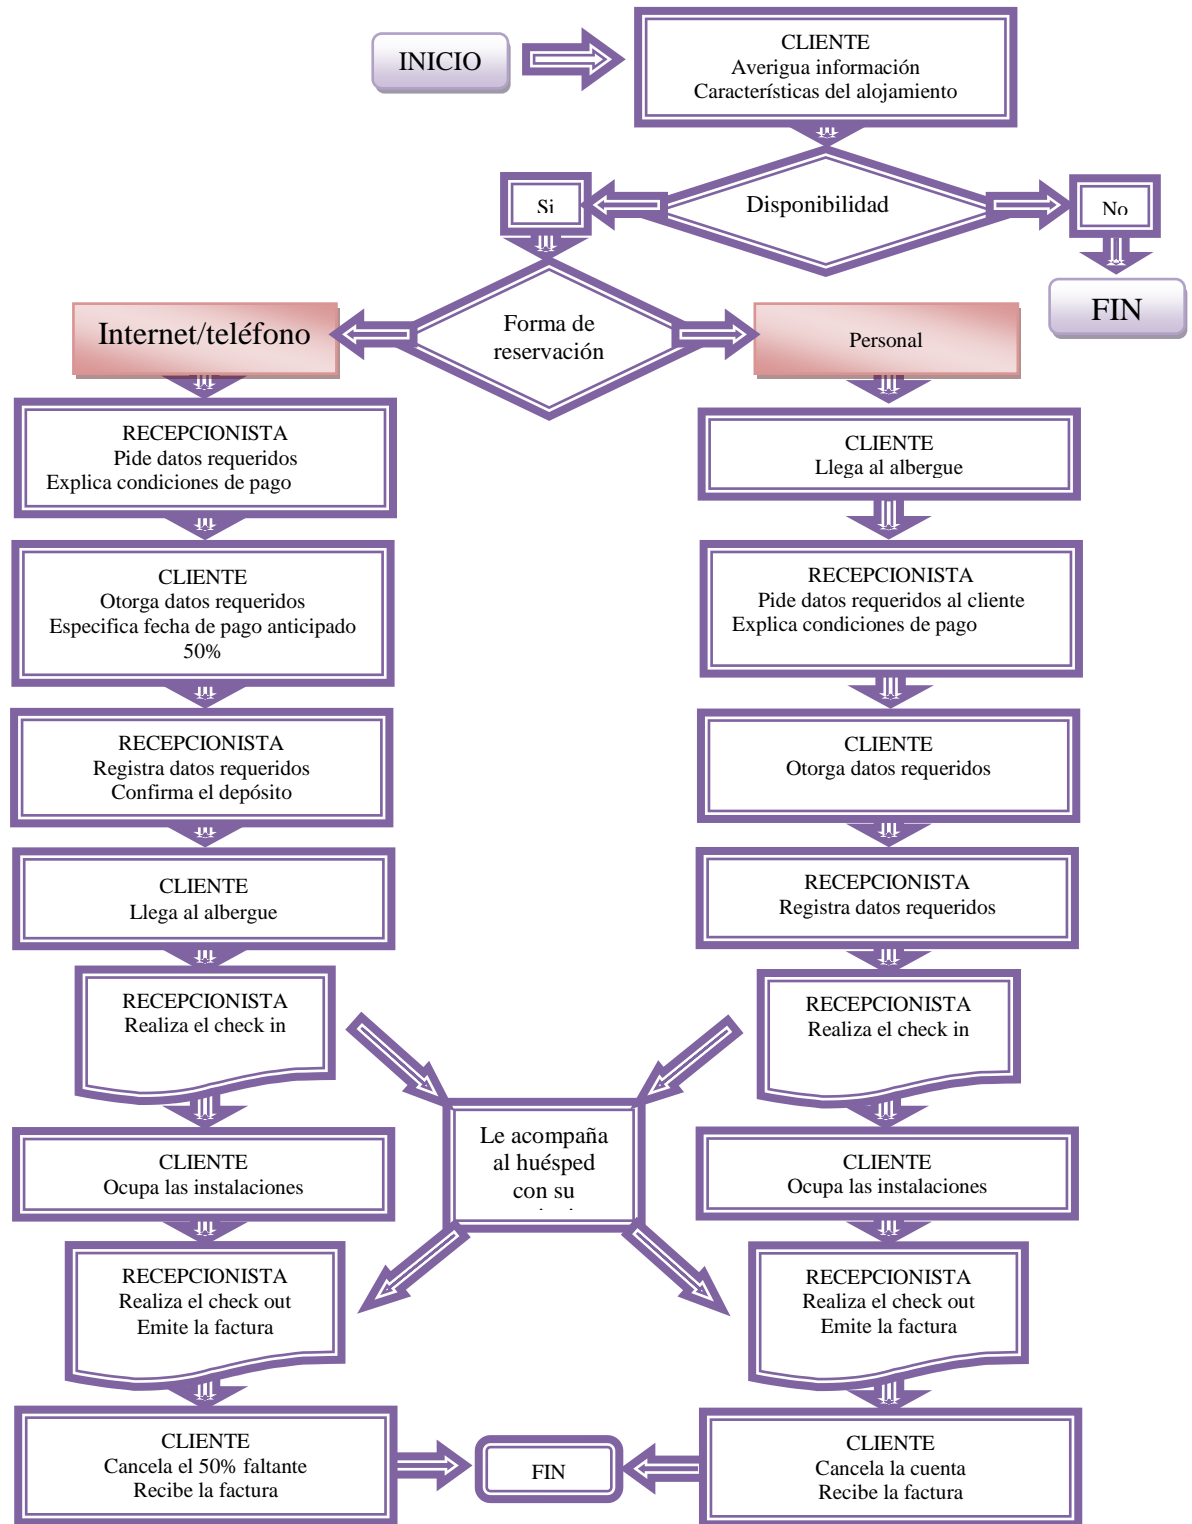 INICIO
CLIENTE
Averigua información
Características del alojamiento
Disponibilidad
Si
No
FIN
Forma de
reservación
Internet/teléfono
Personal
RECEPCIONISTA
Pide datos requeridos
Explica condiciones de pago
CLIENTE
Otorga datos requeridos
Especifica fecha de pago anticipado
50%
RECEPCIONISTA
Registra datos requeridos
Confirma el depósito
CLIENTE
Llega al albergue
RECEPCIONISTA
Realiza el check in
CLIENTE
Ocupa las instalaciones
RECEPCIONISTA
Realiza el check out
Emite la factura
CLIENTE
Cancela el 50% faltante
Recibe la factura
CLIENTE
Llega al albergue
RECEPCIONISTA
Pide datos requeridos al cliente
Explica condiciones de pago
CLIENTE
Otorga datos requeridos
RECEPCIONISTA
Registra datos requeridos
RECEPCIONISTA
Realiza el check in
CLIENTE
Ocupa las instalaciones
RECEPCIONISTA
Realiza el check out
Emite la factura
CLIENTE
Cancela la cuenta
Recibe la factura
Le acompaña
al huésped
con su
FIN